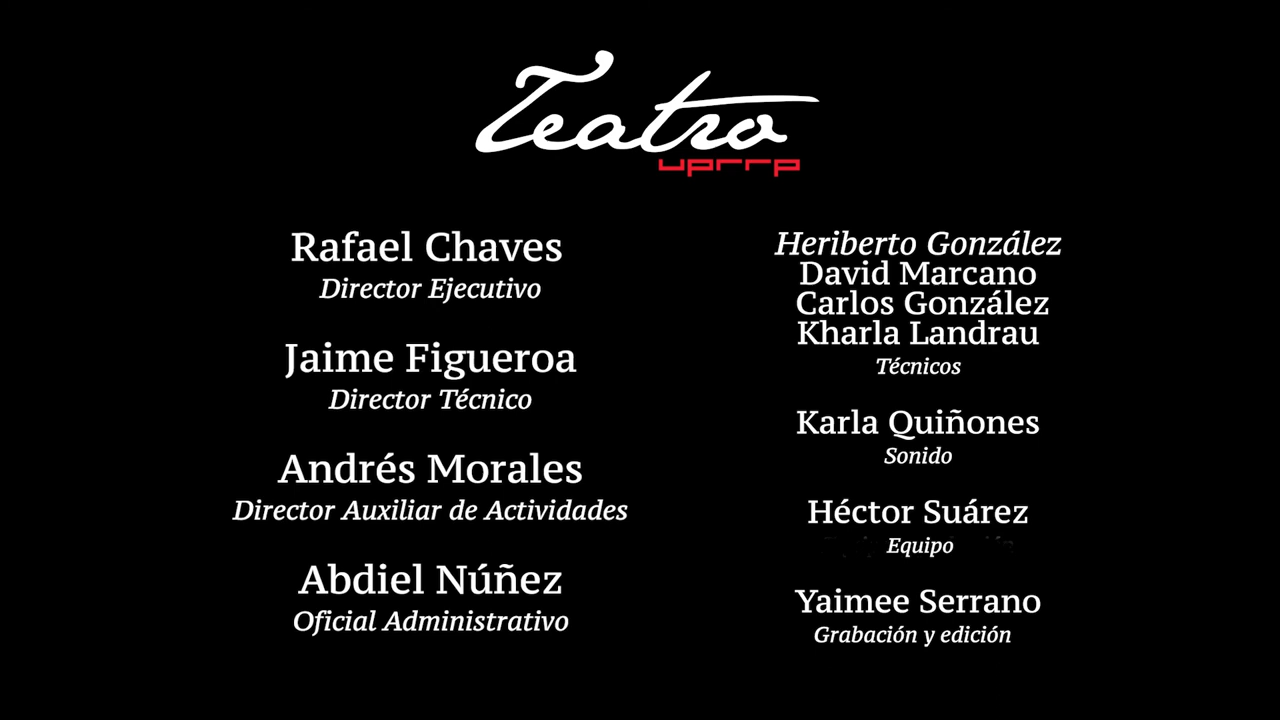 Teatro
uprrp
Rafael Chaves
Director Ejecutivo
Jaime Figueroa
Director Técnico
Andrés Morales
Director Auxiliar de Actividades
Abdiel Núñez
Oficial Administrativo
Heriberto González
David Marcano
Carlos González
Kharla Landrau
Técnicos
Karla Quiñones
Sonido
Héctor Suárez
Equipo
Yaimee Serrano
Grabación y edición